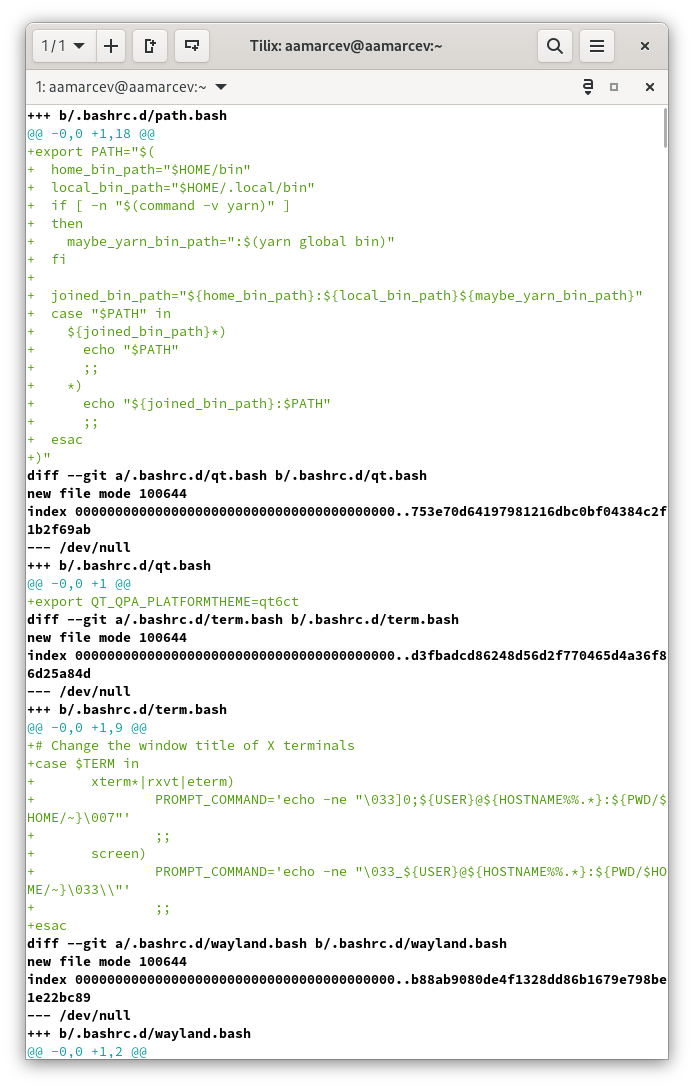 1 / 1
Tilix: aamarcev@aamarcev:~
1: aamarcev@aamarcev:~
a
+++ b/.bashrc.d/path.bash
@@ -0,0 +1,18 @@
+export PATH="$(
+  home_bin_path="$HOME/bin"
+  local_bin_path="$HOME/.local/bin"
+  if [ -n "$(command -v yarn)" ]
+  then
+    maybe_yarn_bin_path=":$(yarn global bin)"
+  fi
+
+  joined_bin_path="${home_bin_path}:${local_bin_path}${maybe_yarn_bin_path}"
+  case "$PATH" in
+    ${joined_bin_path}*)
+      echo "$PATH"
+      ;;
+    *)
+      echo "${joined_bin_path}:$PATH"
+      ;;
+  esac
+)"
diff --git a/.bashrc.d/qt.bash b/.bashrc.d/qt.bash
new file mode 100644
index 0000000000000000000000000000000000000000..753e70d64197981216dbc0bf04384c2f
1b2f69ab
--- /dev/null
+++ b/.bashrc.d/qt.bash
@@ -0,0 +1 @@
+export QT_QPA_PLATFORMTHEME=qt6ct
diff --git a/.bashrc.d/term.bash b/.bashrc.d/term.bash
new file mode 100644
index 0000000000000000000000000000000000000000..d3fbadcd86248d56d2f770465d4a36f8
6d25a84d
--- /dev/null
+++ b/.bashrc.d/term.bash
@@ -0,0 +1,9 @@
+# Change the window title of X terminals
+case $TERM in
+       xterm*|rxvt|eterm)
+               PROMPT_COMMAND='echo -ne "\033]0;${USER}@${HOSTNAME%%.*}:${PWD/$
HOME/~}\007"'
+               ;;
+       screen)
+               PROMPT_COMMAND='echo -ne "\033_${USER}@${HOSTNAME%%.*}:${PWD/$HO
ME/~}\033\\"'
+               ;;
+esac
diff --git a/.bashrc.d/wayland.bash b/.bashrc.d/wayland.bash
new file mode 100644
index 0000000000000000000000000000000000000000..b88ab9080de4f1328dd86b1679e798be
1e22bc89
--- /dev/null
+++ b/.bashrc.d/wayland.bash
@@ -0,0 +1,2 @@